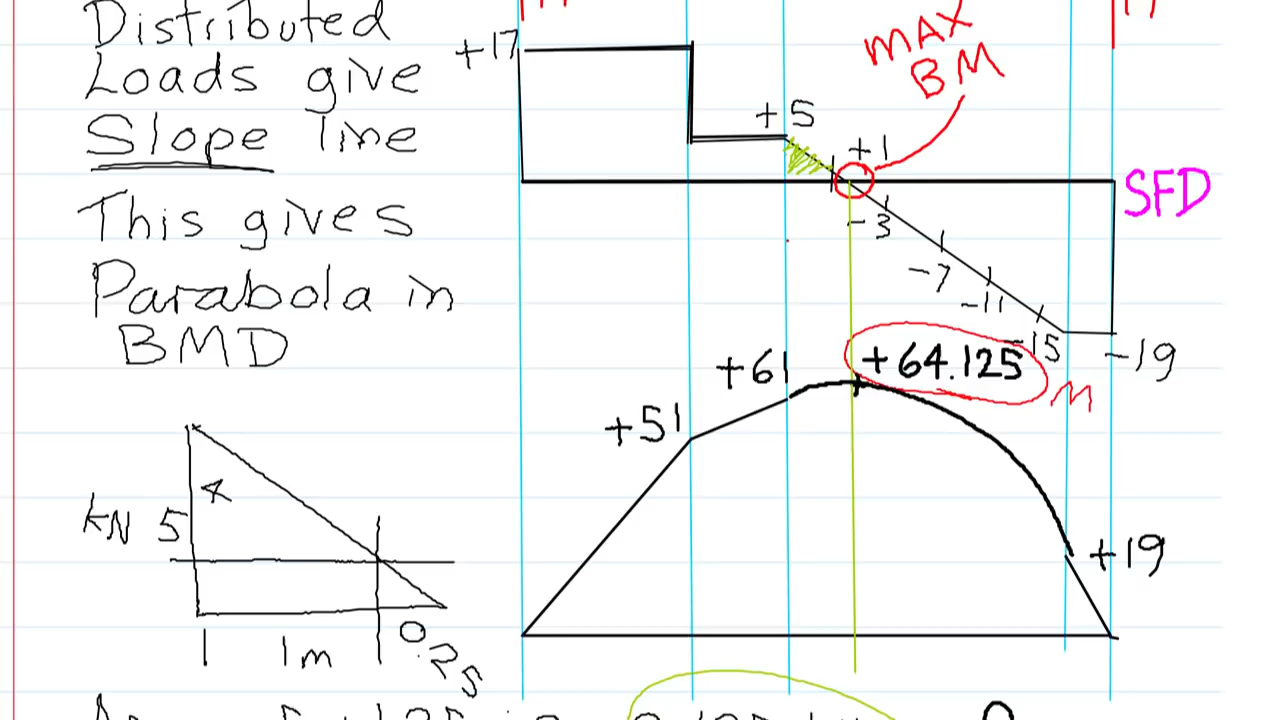 Distributed
Loads give
Slope line
This gives
Parabola in
BMD
+17
MAX
BM
+5
+1
SFD
-3
-7
-11
-15
-19
+64.125
M
+61
+51
+19
kN 5
1
1m
0.25